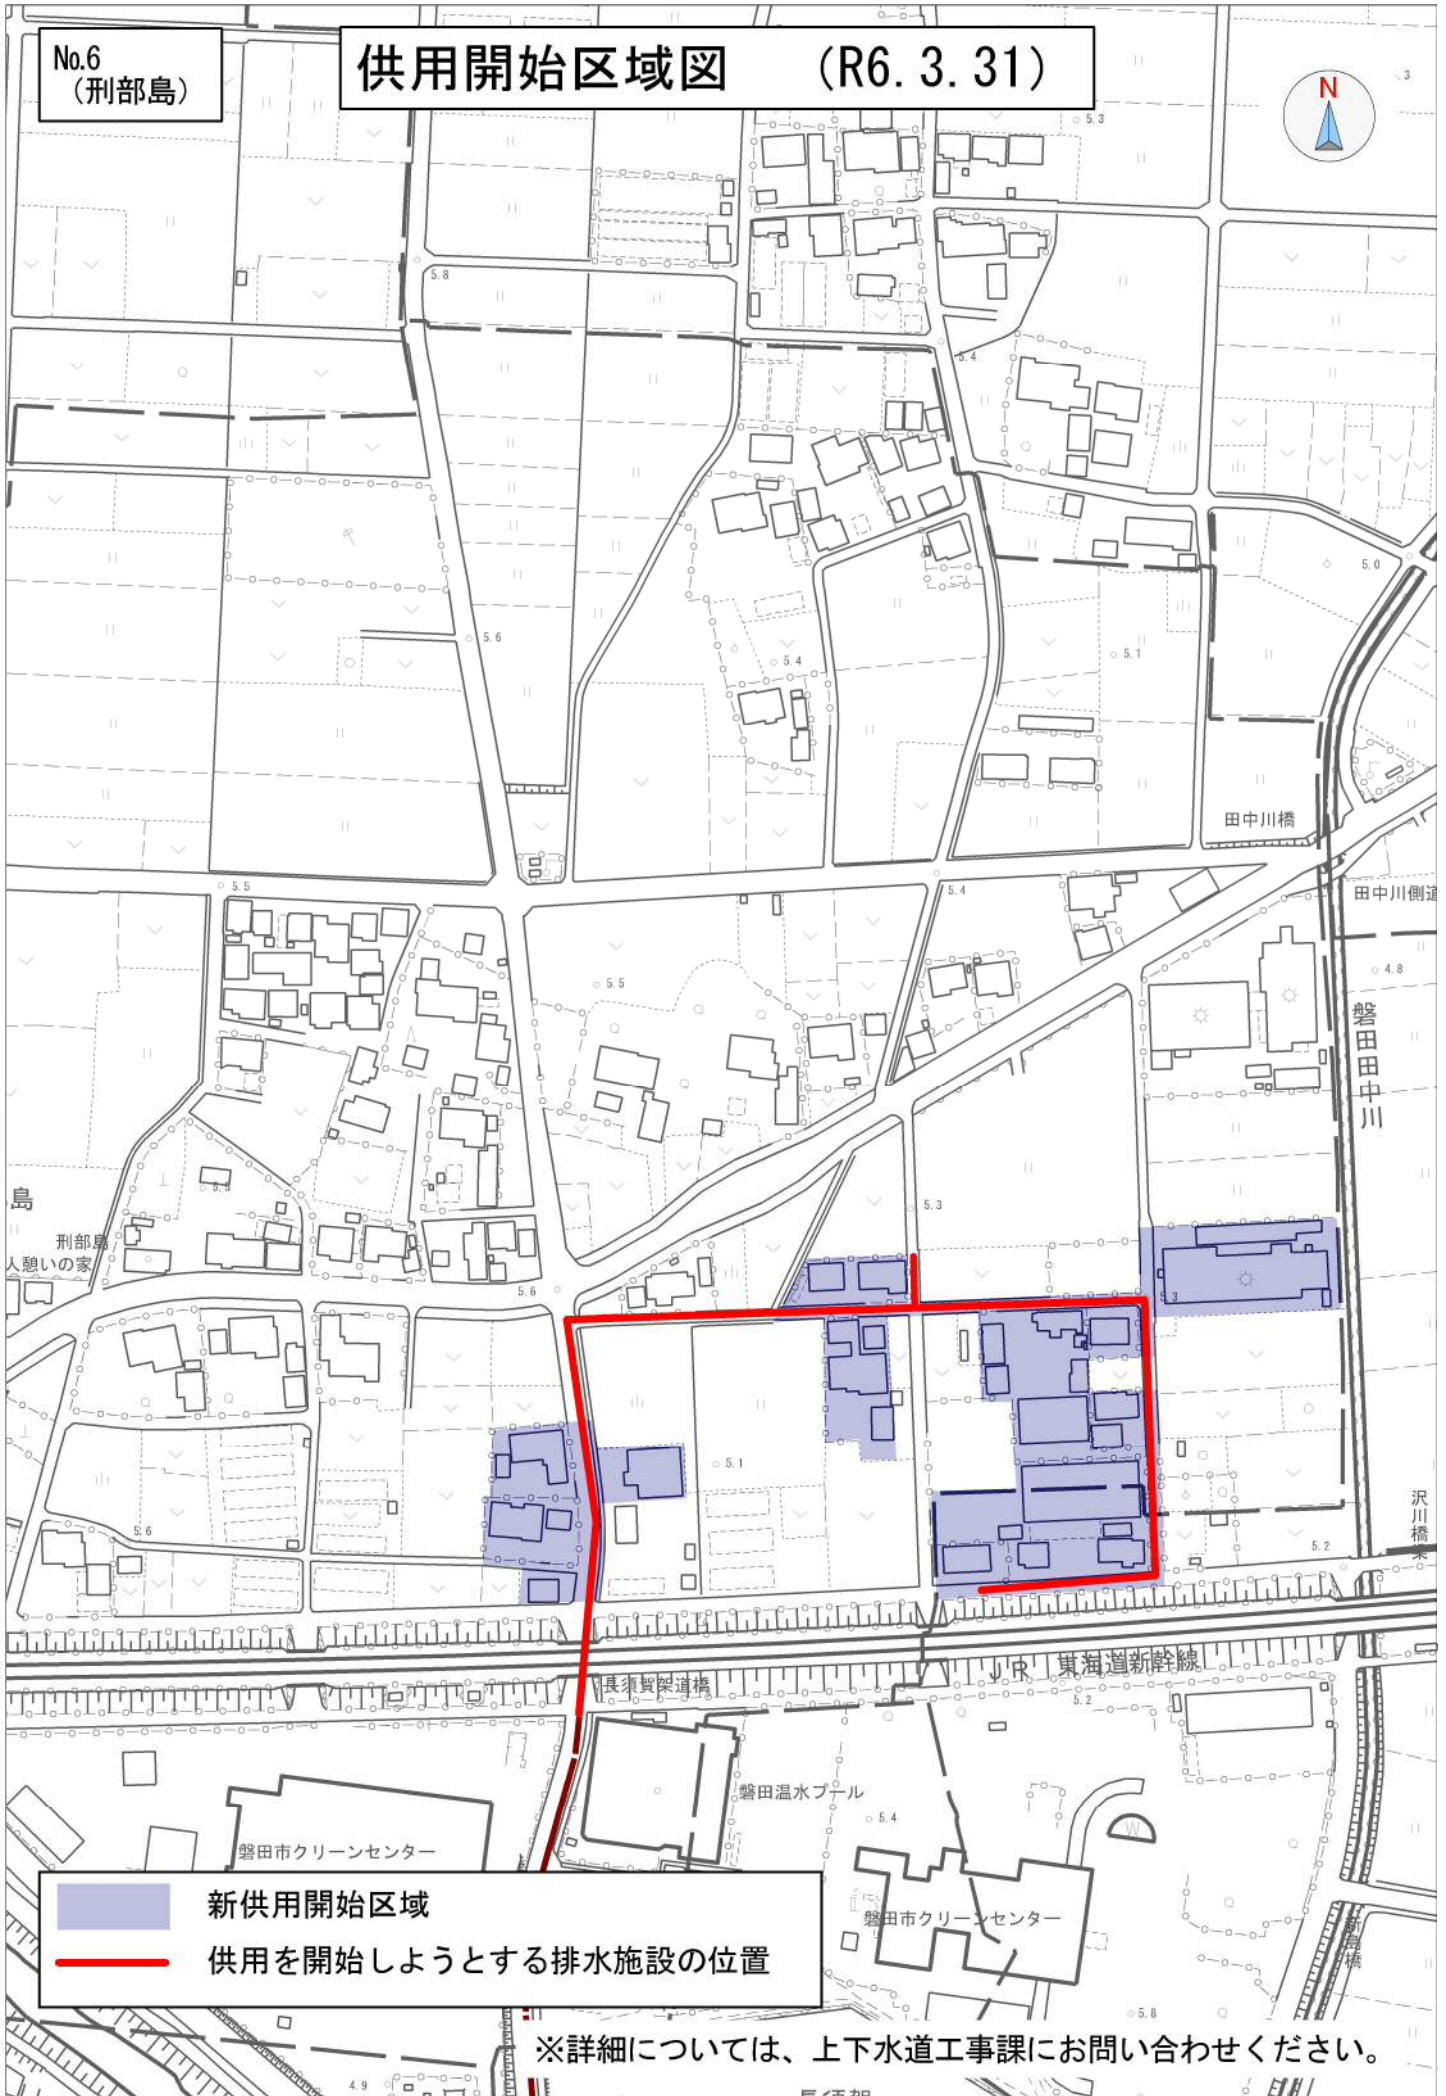 No.6
（刑部島）
供用開始区域図　（R6.3.31）
N
5.3
5.8
5.4
5.0
5.6
5.4
5.1
田中川橋
5.5
5.4
田中川側道
5.5
4.8
磐田田中川
島
5.3
刑部島
人憩いの家
5.6
5.3
5.1
5.6
沢川橋梁
5.2
JR 東海道新幹線
長須賀架道橋
5.2
磐田温水プール
5.4
磐田市クリーンセンター
磐田市クリーンセンター
新島橋
新供用開始区域
供用を開始しようとする排水施設の位置
5.8
※詳細については、上下水道工事課にお問い合わせください。
4.9